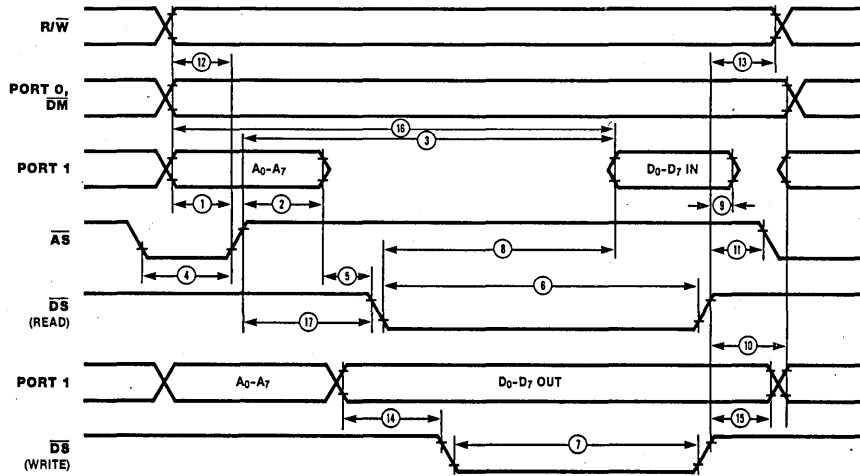 R/W̅
12
13
PORT 0,
D̅M̅
16
3
PORT 1
A₀–A₇
D₀–D₇ IN
1
2
9
A̅S̅
8
11
4
5
6
D̅S̅
(READ)
17
10
PORT 1
A₀–A₇
D₀–D₇ OUT
14
15
7
D̅S̅
(WRITE)